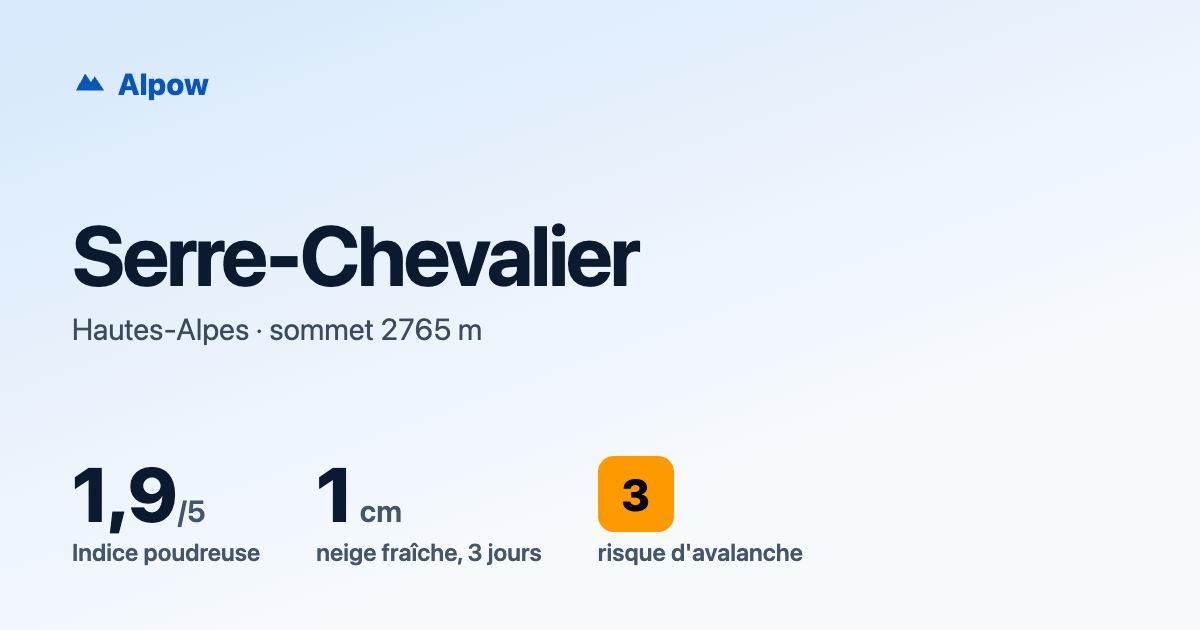 Alpow
Serre-Chevalier
Hautes-Alpes · sommet 2765 m
1,9/5
Indice poudreuse
1 cm
neige fraîche, 3 jours
3
risque d'avalanche